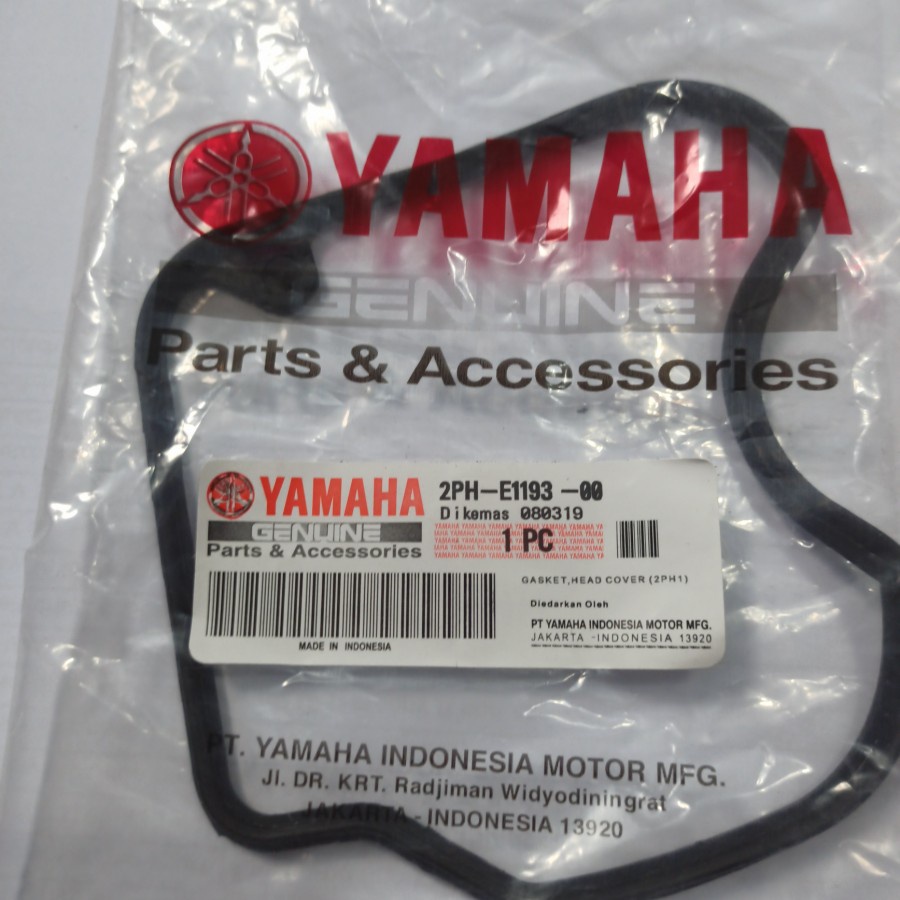 YAMAHA
GENUINE
Parts & Accessories
YAMAHA
GENUINE
Parts & Accessories
2PH-E1193-00
Dikemas 080319
1 PC
GASKET,HEAD COVER (2PH1)
Diedarkan Oleh
PT YAMAHA INDONESIA MOTOR MFG.
JAKARTA -INDONESIA 13920
MADE IN INDONESIA
PT. YAMAHA INDONESIA MOTOR MFG.
Jl. DR. KRT. Radjiman Widyodiningrat
JAKARTA - INDONESIA 13920